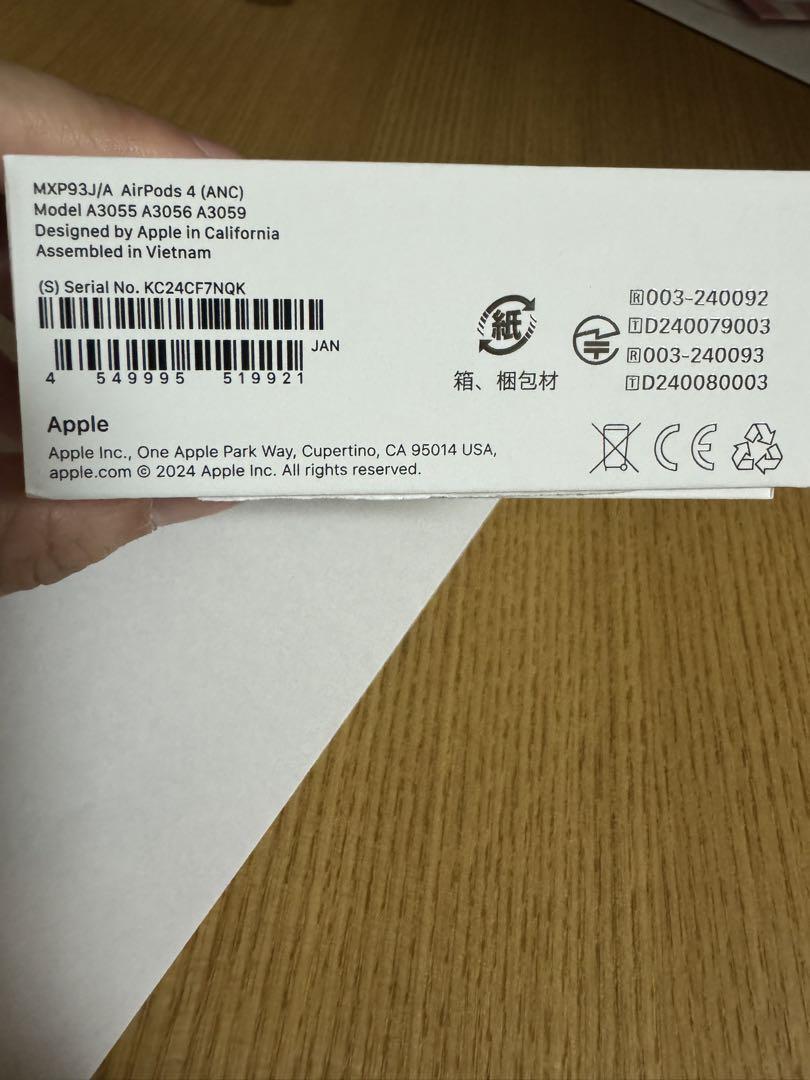 MXP93J/A AirPods 4 (ANC)
Model A3055 A3056 A3059
Designed by Apple in California
Assembled in Vietnam
(S) Serial No. KC24CF7NQK
JAN
4 549995 519921
Apple
Apple Inc., One Apple Park Way, Cupertino, CA 95014 USA,
apple.com © 2024 Apple Inc. All rights reserved.
紙
箱、梱包材
🅁003-240092
🅃D240079003
🅁003-240093
🅃D240080003
CE